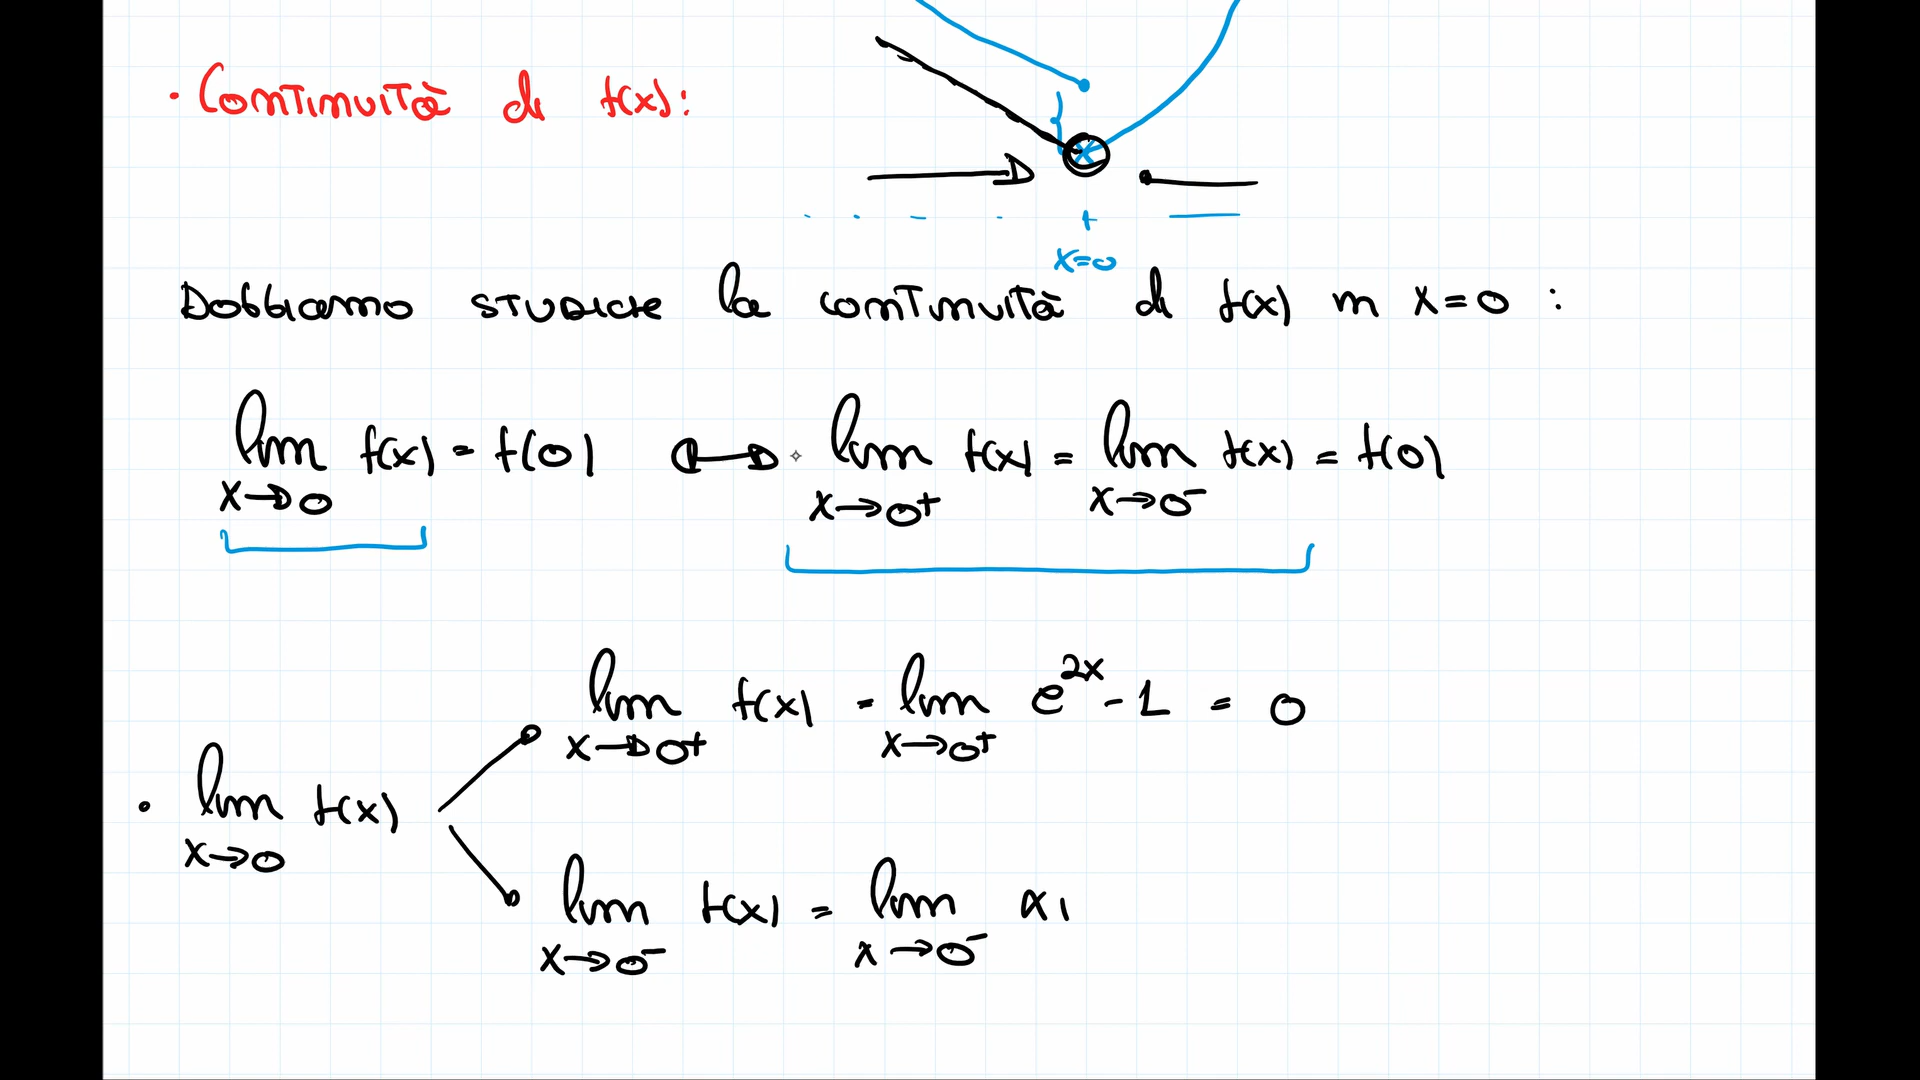 • Continuità di f(x):
x=0
Dobbiamo studiare la continuità di f(x) in x=0 :
lim x→0 f(x) = f(0) ↔ lim x→0⁺ f(x) = lim x→0⁻ f(x) = f(0)
lim x→0⁺ f(x) = lim x→0⁺ e^2x - 1 = 0
• lim x→0 f(x)
lim x→0⁻ f(x) = lim x→0⁻